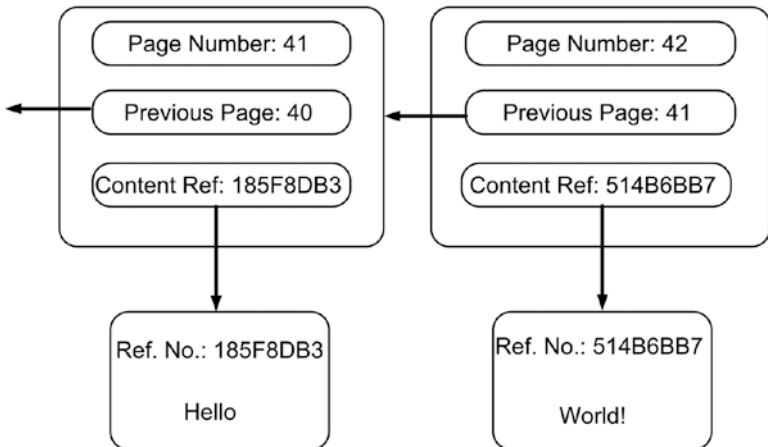 Page Number: 41
Previous Page: 40
Content Ref: 185F8DB3
Page Number: 42
Previous Page: 41
Content Ref: 514B6BB7
Ref. No.: 185F8DB3
Hello
Ref. No.: 514B6BB7
World!